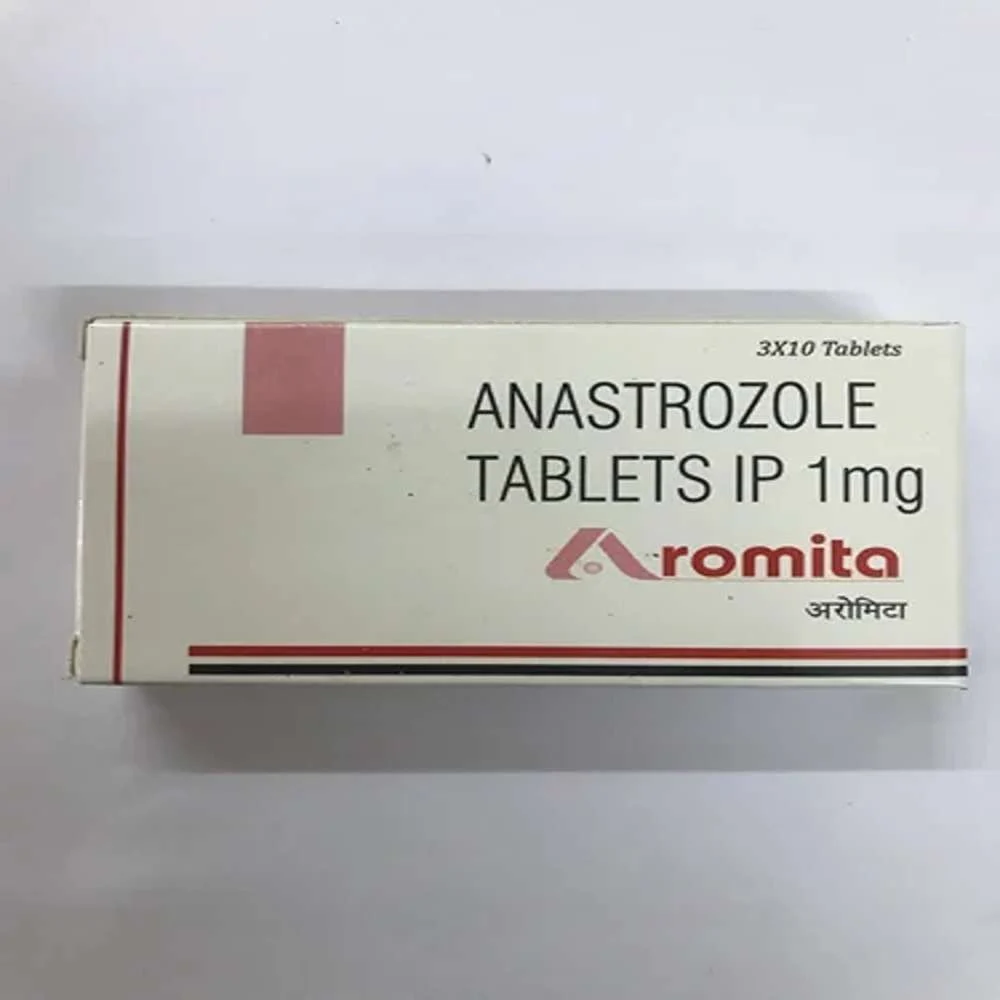 3X10 Tablets
ANASTROZOLE
TABLETS IP 1mg
Aromita
अरोमिटा